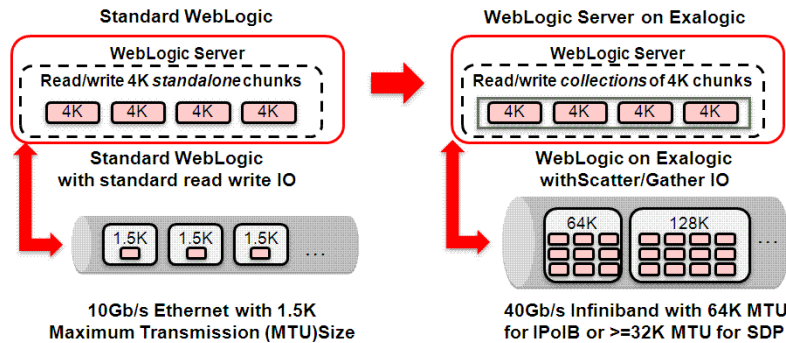 Standard WebLogic
WebLogic Server
Read/write 4K standalone chunks
4K 4K 4K 4K
Standard WebLogic
with standard read write IO
1.5K 1.5K 1.5K ...
10Gb/s Ethernet with 1.5K
Maximum Transmission (MTU)Size
WebLogic Server on Exalogic
WebLogic Server
Read/write collections of 4K chunks
4K 4K 4K 4K
WebLogic on Exalogic
withScatter/Gather IO
64K 128K ...
40Gb/s Infiniband with 64K MTU
for IPoIB or >=32K MTU for SDP